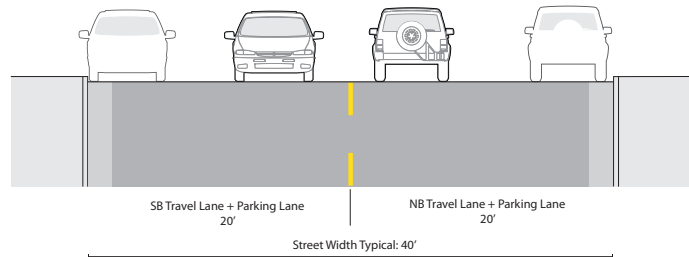 SB Travel Lane + Parking Lane
20’
NB Travel Lane + Parking Lane
20’
Street Width Typical: 40’